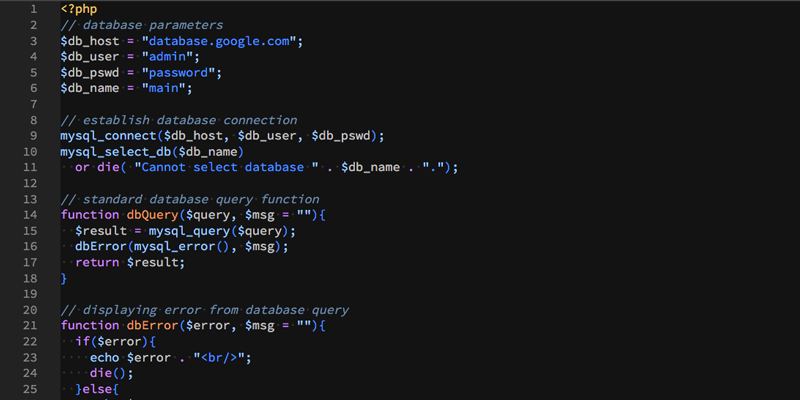 1 <?php
2 // database parameters
3 $db_host = "database.google.com";
4 $db_user = "admin";
5 $db_pswd = "password";
6 $db_name = "main";
7
8 // establish database connection
9 mysql_connect($db_host, $db_user, $db_pswd);
10 mysql_select_db($db_name)
11   or die( "Cannot select database " . $db_name . ".");
12
13 // standard database query function
14 function dbQuery($query, $msg = ""){
15   $result = mysql_query($query);
16   dbError(mysql_error(), $msg);
17   return $result;
18 }
19
20 // displaying error from database query
21 function dbError($error, $msg = ""){
22   if($error){
23     echo $error . "<br/>";
24     die();
25   }else{